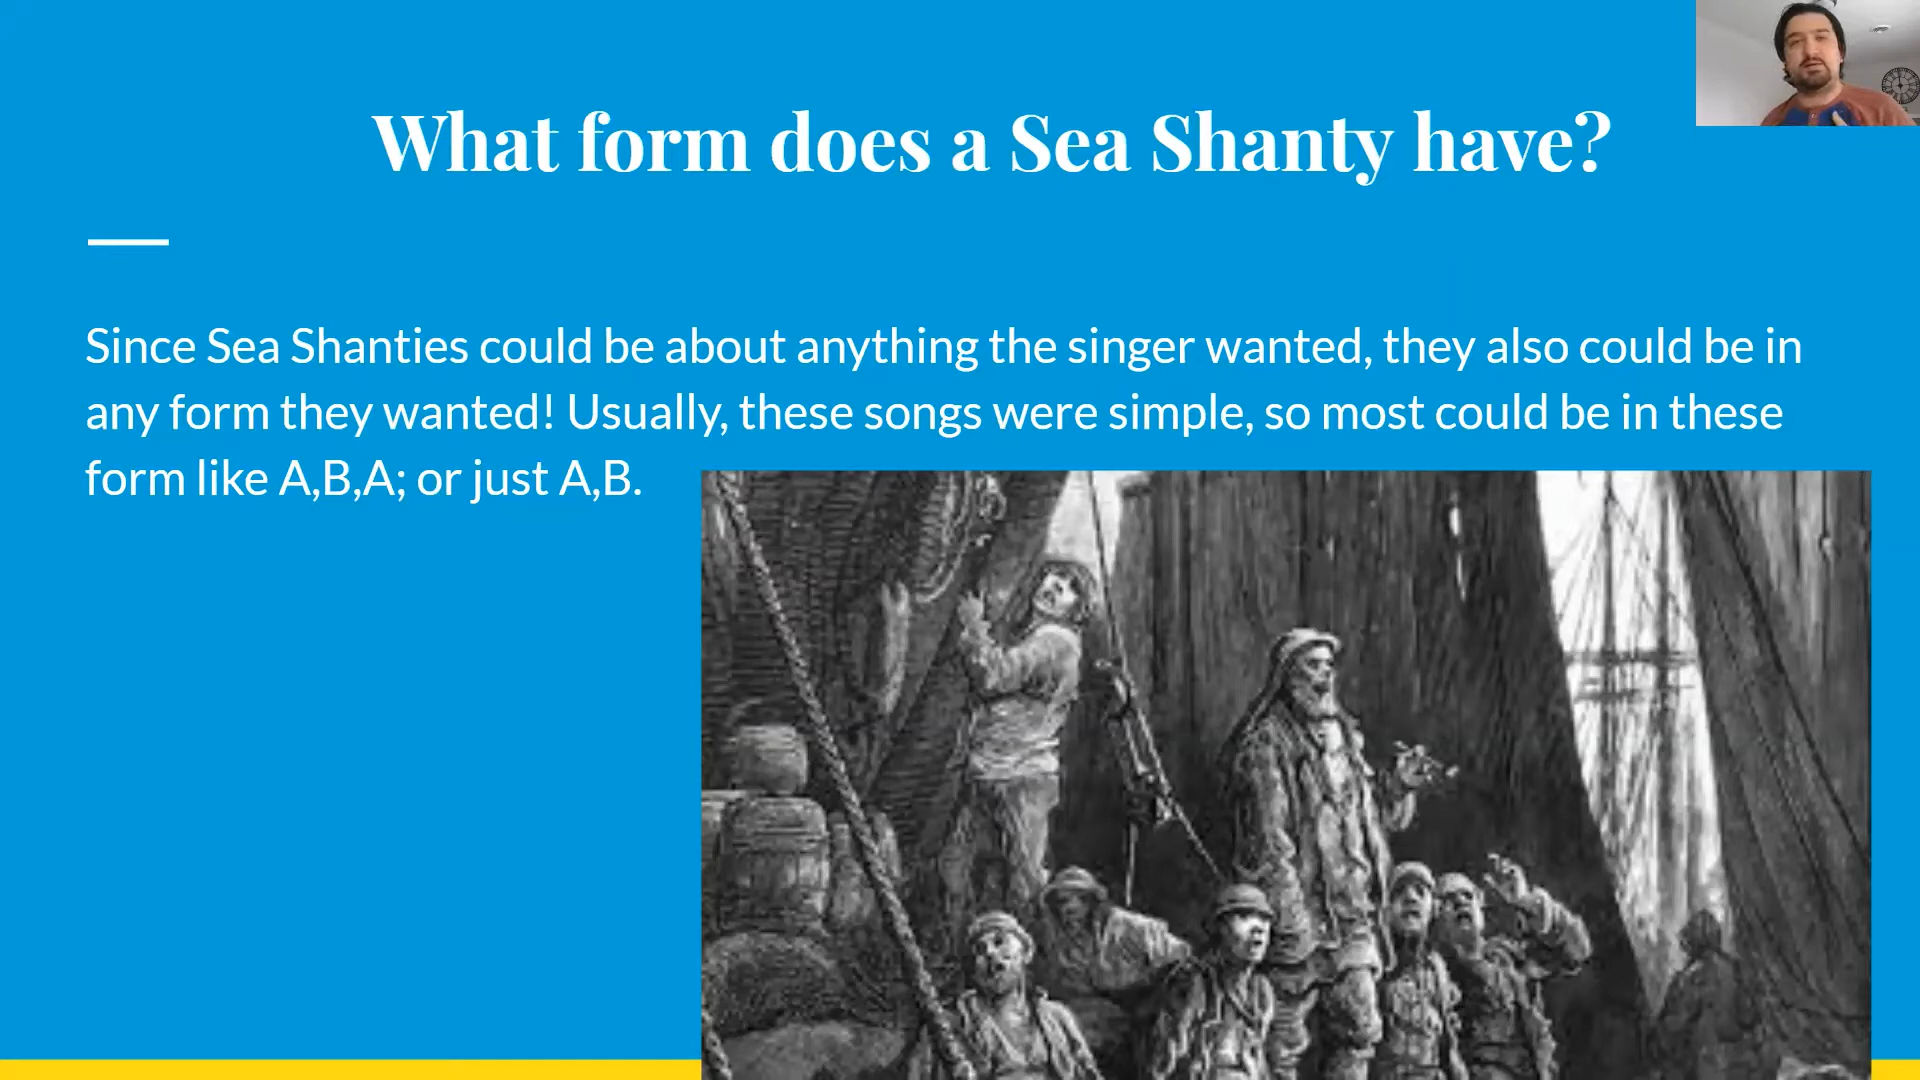 What form does a Sea Shanty have?
Since Sea Shanties could be about anything the singer wanted, they also could be in
any form they wanted! Usually, these songs were simple, so most could be in these
form like A,B,A; or just A,B.